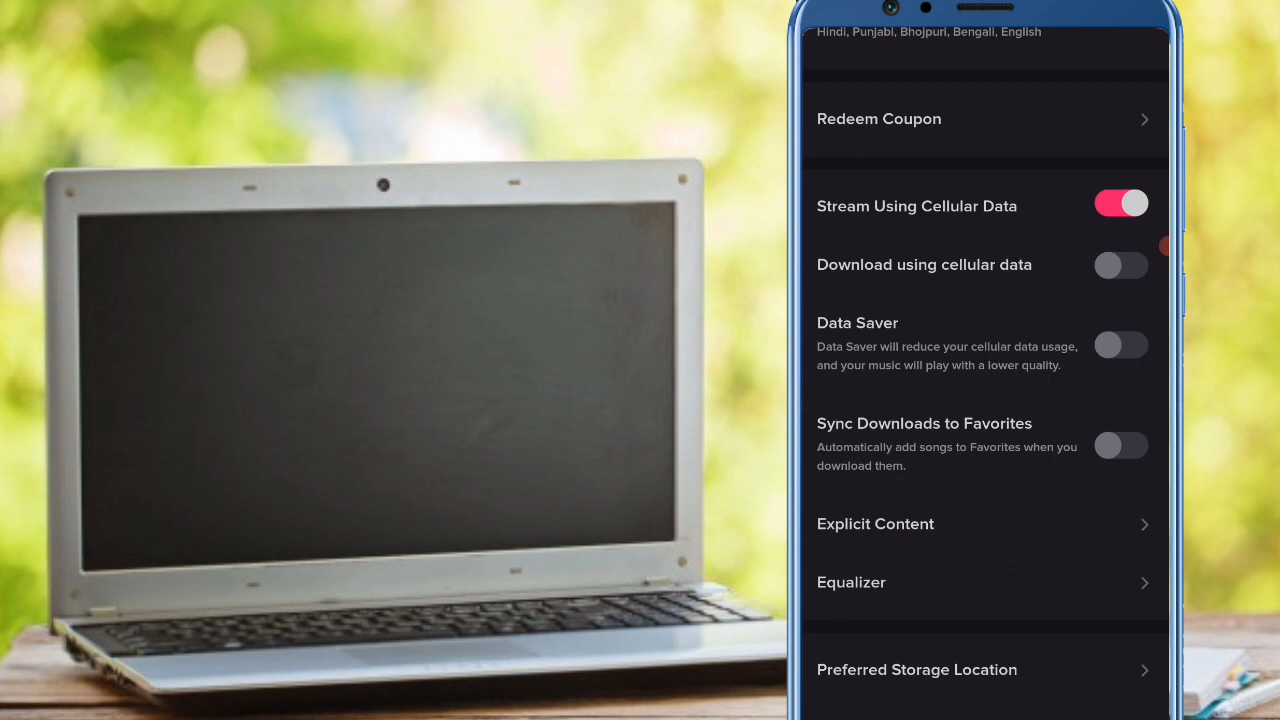 Hindi, Punjabi, Bhojpuri, Bengali, English
Redeem Coupon
Stream Using Cellular Data
Download using cellular data
Data Saver
Data Saver will reduce your cellular data usage,
and your music will play with a lower quality.
Sync Downloads to Favorites
Automatically add songs to Favorites when you
download them.
Explicit Content
Equalizer
Preferred Storage Location